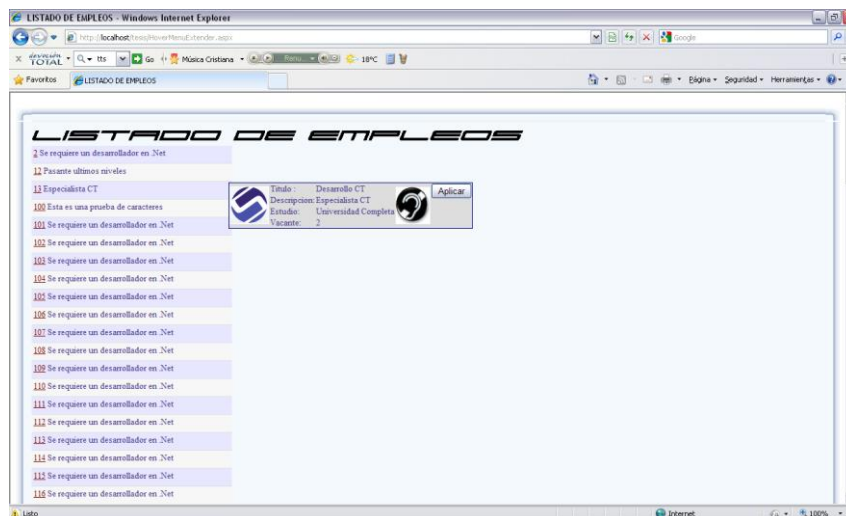 LISTADO DE EMPLEOS - Windows Internet Explorer
http://localhost/tesis/HoverMenuExtender.aspx
Google
TOTAL tts Go Música Cristiana 18°C
Favoritos LISTADO DE EMPLEOS Página Seguridad Herramientas
LISTADO DE EMPLEOS
2 Se requiere un desarrollador en .Net
12 Pasante ultimos niveles
13 Especialista CT
Titulo : Desarrollo CT
Descripcion: Especialista CT
Estudio: Universidad Completa
Vacante: 2
Aplicar
100 Esta es una prueba de caracteres
101 Se requiere un desarrollador en .Net
102 Se requiere un desarrollador en .Net
103 Se requiere un desarrollador en .Net
104 Se requiere un desarrollador en .Net
105 Se requiere un desarrollador en .Net
106 Se requiere un desarrollador en .Net
107 Se requiere un desarrollador en .Net
108 Se requiere un desarrollador en .Net
109 Se requiere un desarrollador en .Net
110 Se requiere un desarrollador en .Net
111 Se requiere un desarrollador en .Net
112 Se requiere un desarrollador en .Net
113 Se requiere un desarrollador en .Net
114 Se requiere un desarrollador en .Net
115 Se requiere un desarrollador en .Net
116 Se requiere un desarrollador en .Net
Listo Internet 100%